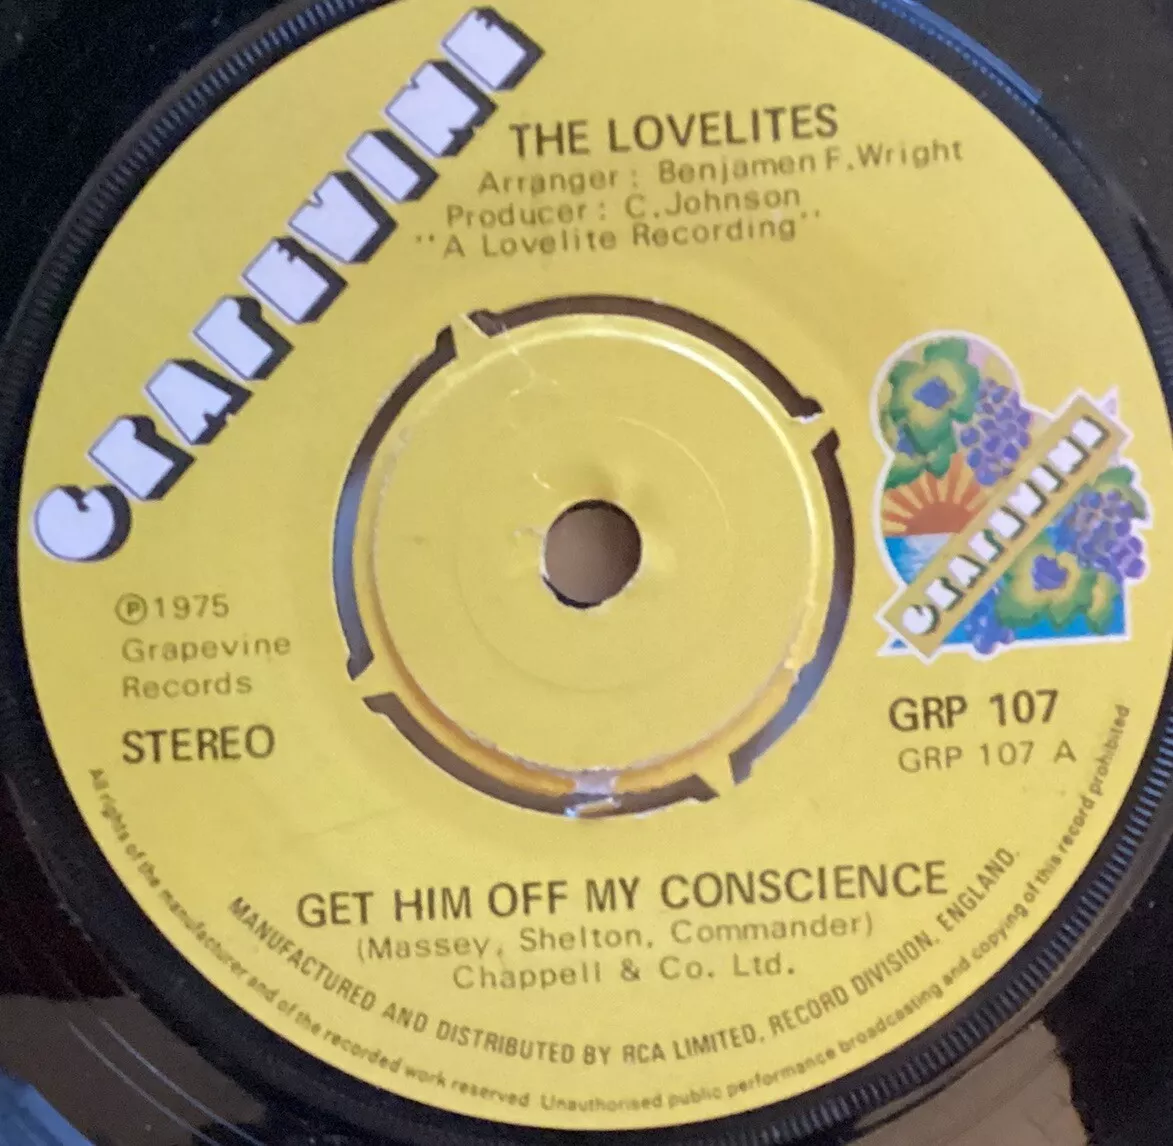 GRAPEVINE
THE LOVELITES
Arranger : Benjamen F. Wright
Producer : C. Johnson
"A Lovelite Recording"
GRAPEVINE
℗ 1975
Grapevine
Records
STEREO
GRP 107
GRP 107 A
GET HIM OFF MY CONSCIENCE
(Massey, Shelton, Commander)
Chappell & Co. Ltd.
MANUFACTURED AND DISTRIBUTED BY RCA LIMITED, RECORD DIVISION, ENGLAND.
All rights of the manufacturer and of the recorded work reserved. Unauthorised public performance broadcasting and copying of this record prohibited